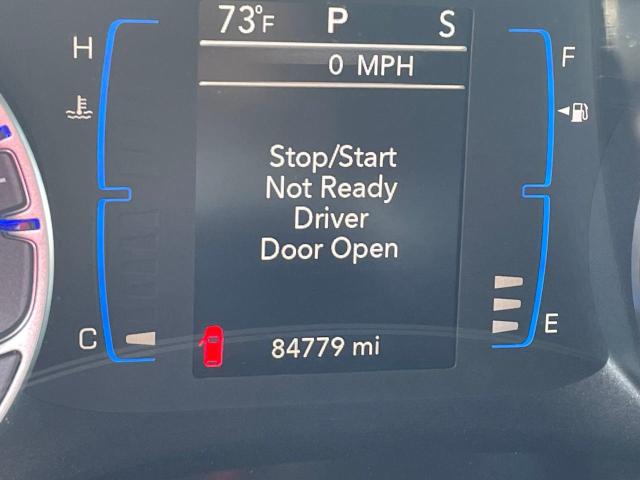 73°F P S
H F
0 MPH
Stop/Start
Not Ready
Driver
Door Open
C E
84779 mi